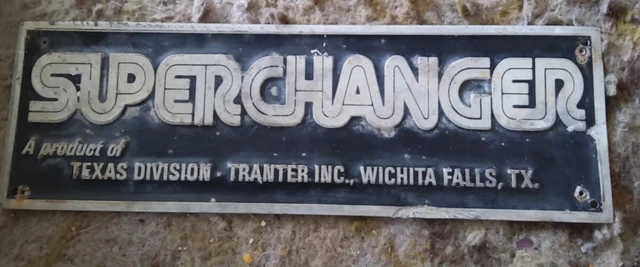 SUPERCHANGER
A product of
TEXAS DIVISION - TRANTER INC., WICHITA FALLS, TX.